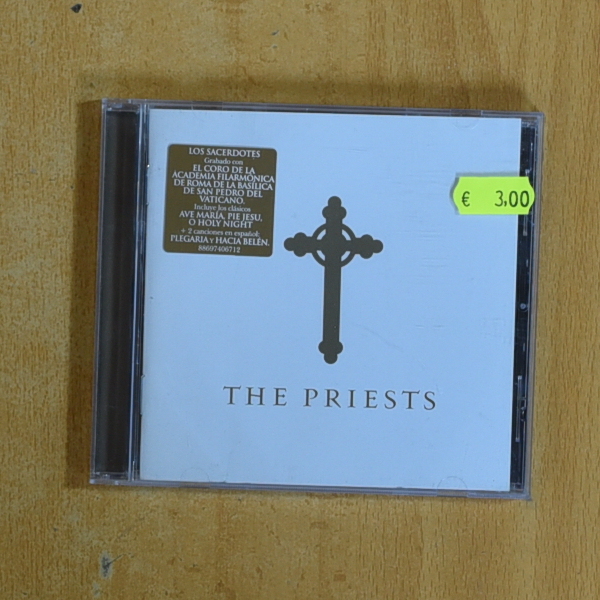 LOS SACERDOTES
Grabado con
EL CORO DE LA
ACADEMIA FILARMÓNICA
DE ROMA DE LA BASÍLICA
DE SAN PEDRO DEL
VATICANO.
Incluye los clásicos
AVE MARÍA, PIE JESU,
O HOLY NIGHT
+ 2 canciones en español:
PLEGARIA y HACIA BELÉN.
88697406712
€ 3,00
THE PRIESTS